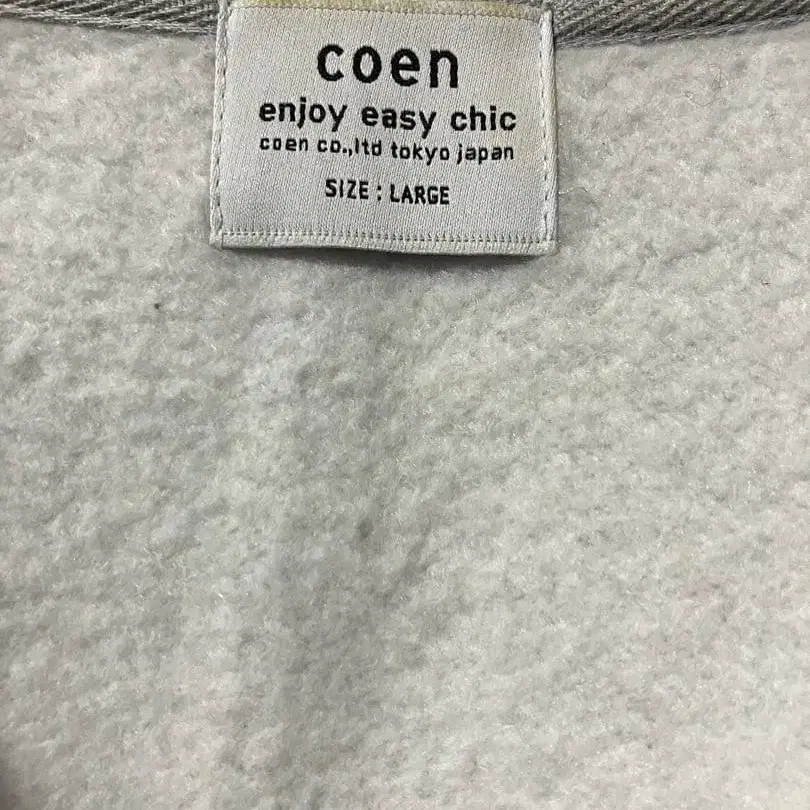 coen
enjoy easy chic
coen co.,ltd tokyo japan
SIZE : LARGE